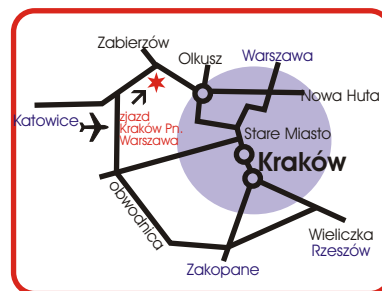 Zabierzów
Olkusz
Warszawa
Katowice
Nowa Huta
zjazd
Kraków Pn.
Warszawa
Stare Miasto
Kraków
obwodnica
Wieliczka
Rzeszów
Zakopane